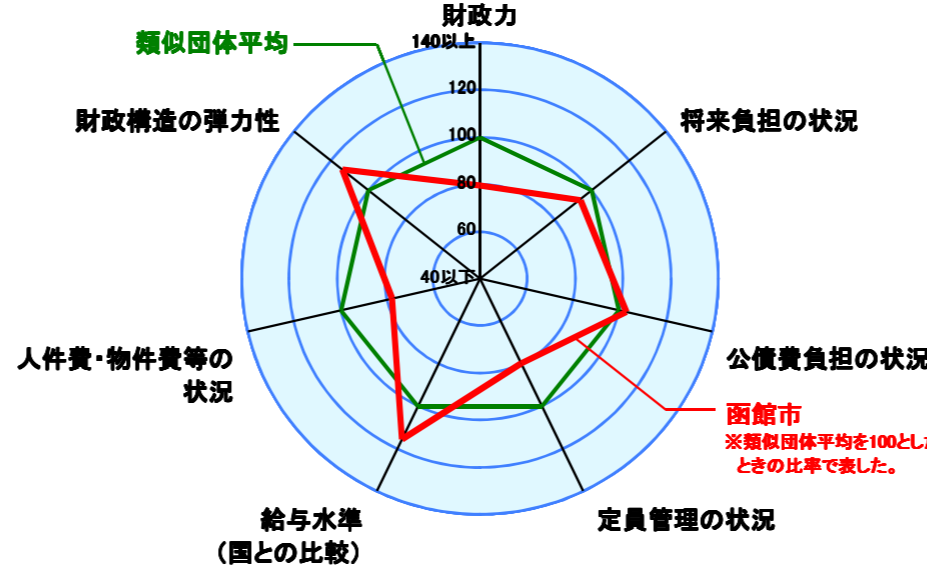 財政力
140以上
類似団体平均
120
財政構造の弾力性
将来負担の状況
100
80
60
40以下
人件費・物件費等の
状況
公債費負担の状況
函館市
※類似団体平均を100とした
ときの比率で表した。
給与水準
(国との比較)
定員管理の状況